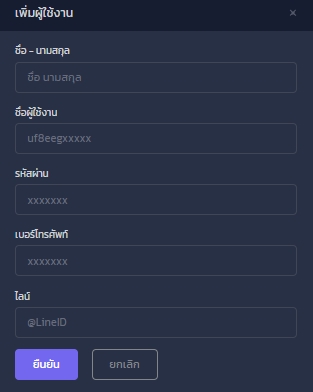 เพิ่มผู้ใช้งาน ×
ชื่อ - นามสกุล
ชื่อ นามสกุล
ชื่อผู้ใช้งาน
uf8eegxxxxx
รหัสผ่าน
xxxxxxx
เบอร์โทรศัพท์
xxxxxxx
ไลน์
@LineID
ยืนยัน ยกเลิก